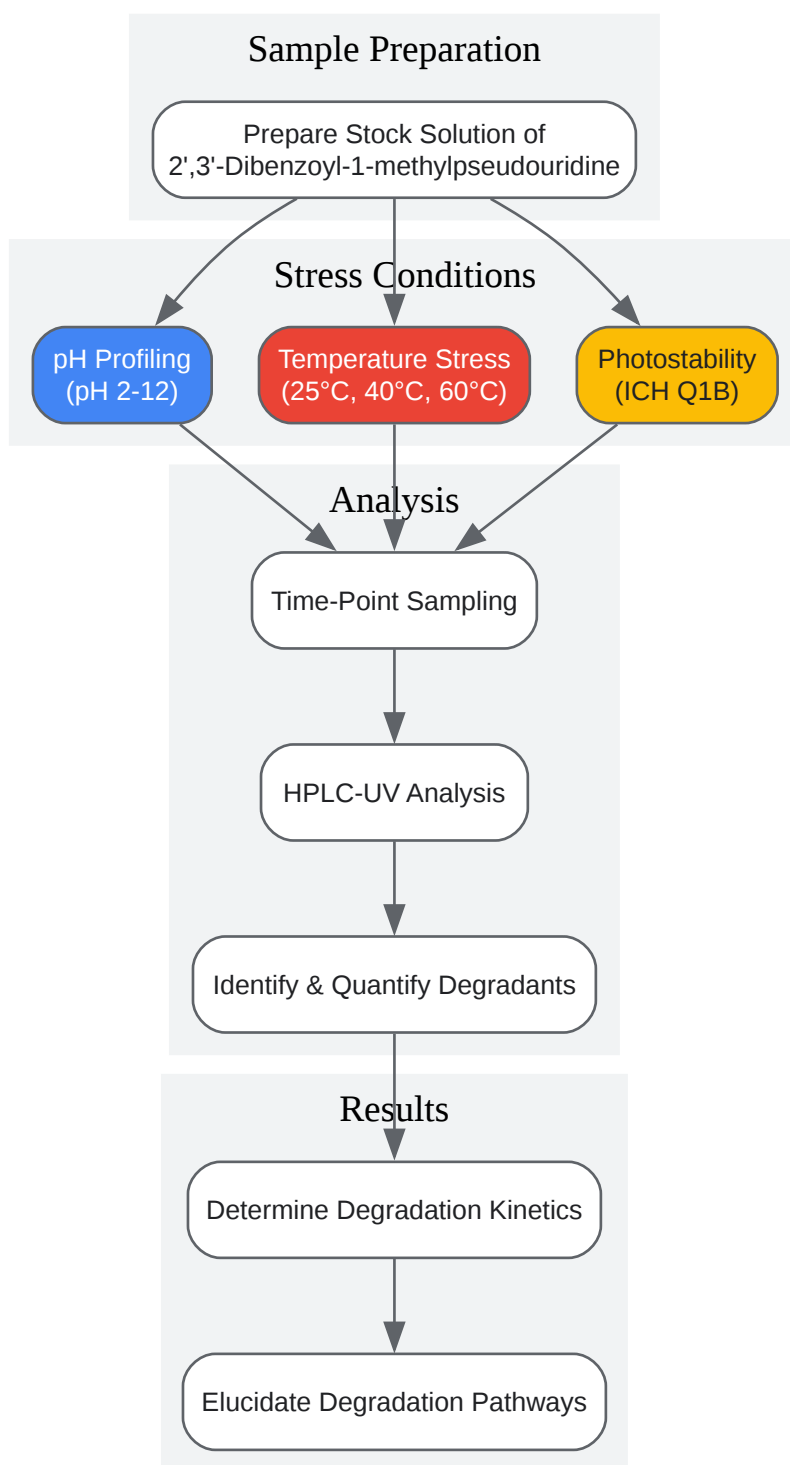 Sample Preparation
Prepare Stock Solution of
2',3'-Dibenzoyl-1-methylpseudouridine
Stress Conditions
pH Profiling
(pH 2-12)
Temperature Stress
(25°C, 40°C, 60°C)
Photostability
(ICH Q1B)
Analysis
Time-Point Sampling
HPLC-UV Analysis
Identify & Quantify Degradants
Results
Determine Degradation Kinetics
Elucidate Degradation Pathways